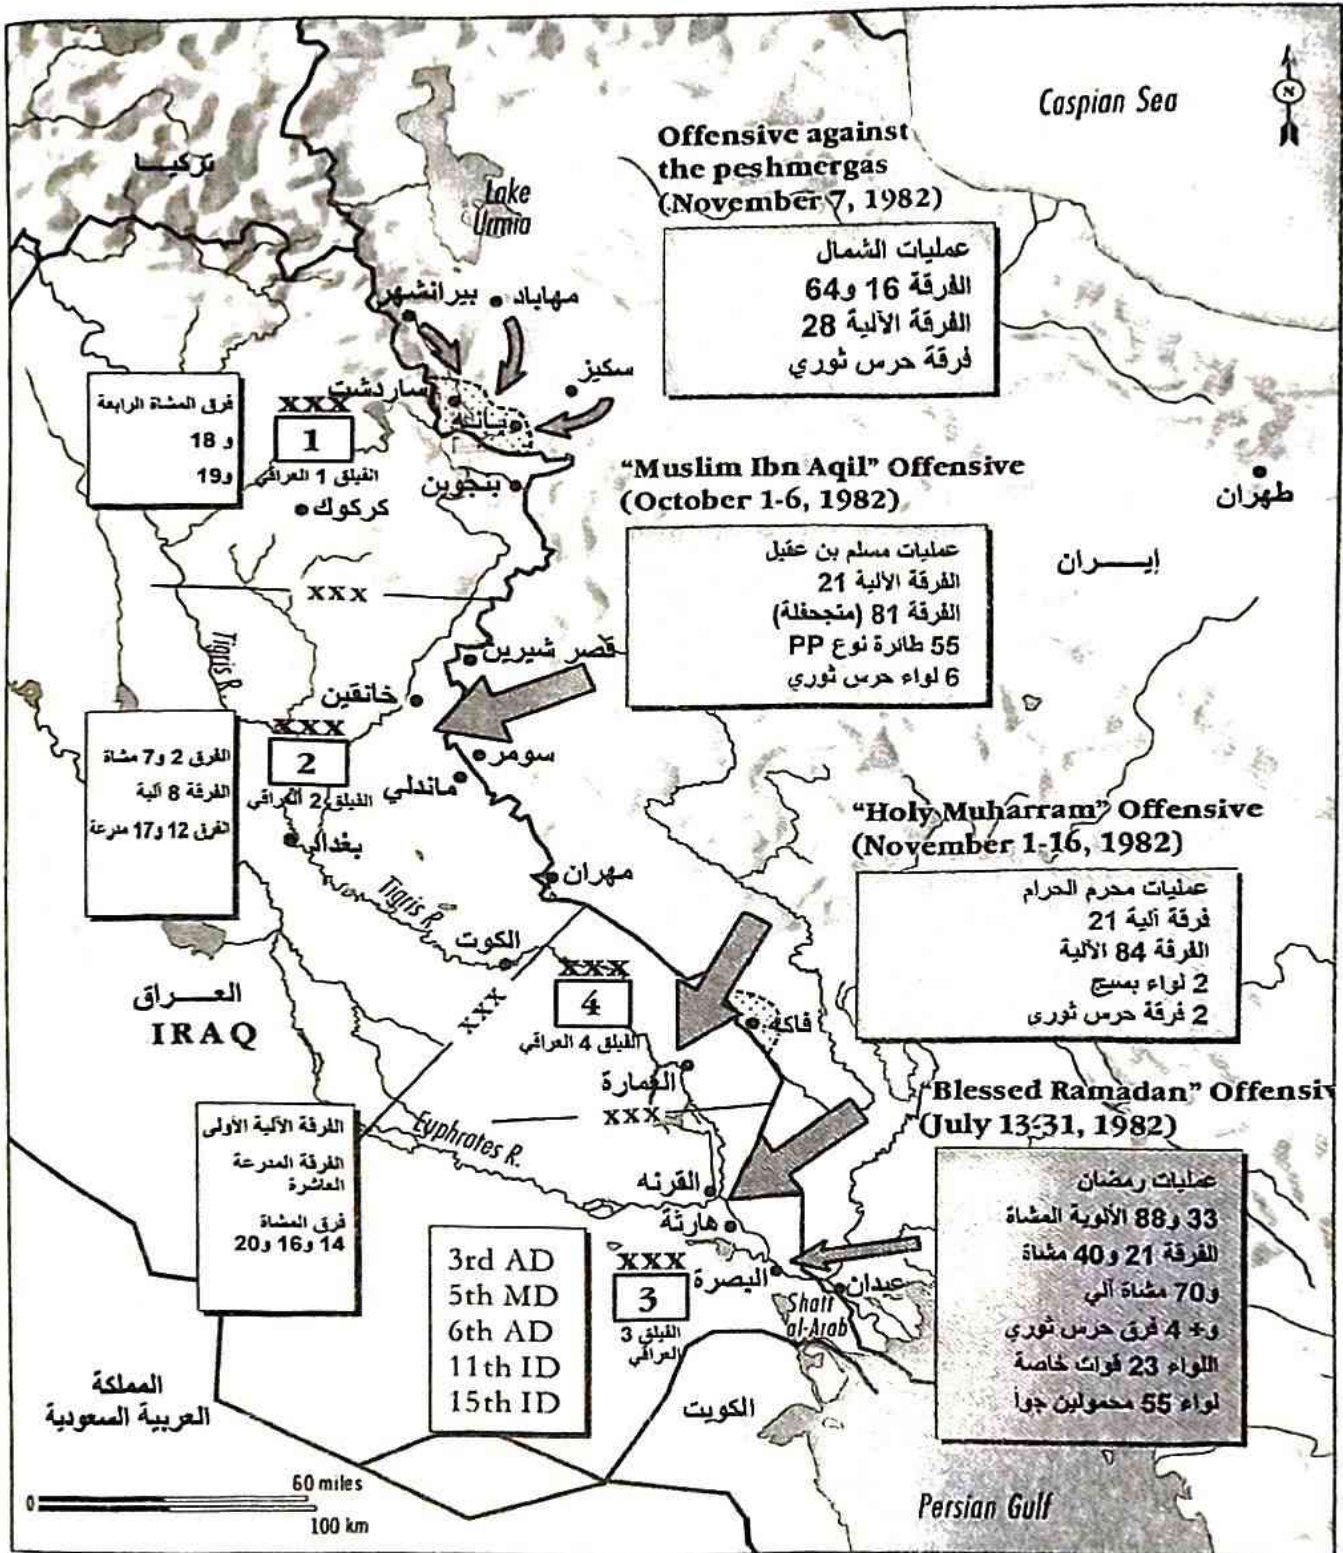 Caspian Sea
تركيـــا
Lake
Urmia
Offensive against
the peshmergas
(November 7, 1982)
عمليات الشمال
الفرقة 16 و64
الفرقة الآلية 28
فرقة حرس ثوري
بيرانشهر
مهاباد
سكيز
ساردشت
بانه
بنجوين
فرق المشاة الرابعة
و 18
و19
XXX
1
الفيلق 1 العراقي
كركوك
XXX
"Muslim Ibn Aqil" Offensive
(October 1-6, 1982)
عمليات مسلم بن عقيل
الفرقة الآلية 21
الفرقة 81 (متجحفلة)
55 طائرة نوع PP
6 لواء حرس ثوري
طهران
إيـــران
Tigris R.
قصر شيرين
خانقين
سومر
ماندلي
XXX
2
الفيلق 2 العراقي
الفرق 2 و7 مشاة
الفرقة 8 آلية
الفرق 12 و17 مدرعة
بغداد
مهران
Tigris R.
الكوت
"Holy Muharram" Offensive
(November 1-16, 1982)
عمليات محرم الحرام
فرقة آلية 21
الفرقة 84 الآلية
2 لواء بسيج
2 فرقة حرس ثوري
العـــراق
IRAQ
XXX
XXX
4
الفيلق 4 العراقي
فاكه
العمارة
XXX
Euphrates R.
"Blessed Ramadan" Offensiv
(July 13-31, 1982)
عمليات رمضان
33 و88 الألوية المشاة
الفرقة 21 و40 مشاة
و70 مشاة آلي
و+ 4 فرق حرس ثوري
اللواء 23 قوات خاصة
لواء 55 محمولين جواً
الفرقة الآلية الأولى
الفرقة المدرعة
العاشرة
فرق المشاة
14 و16 و20
القرنه
هارثة
البصرة
عبدان
Shatt
al-Arab
XXX
3
الفيلق 3
العراقي
3rd AD
5th MD
6th AD
11th ID
15th ID
المملكة
العربية السعودية
الكويت
Persian Gulf
0
60 miles
100 km
N